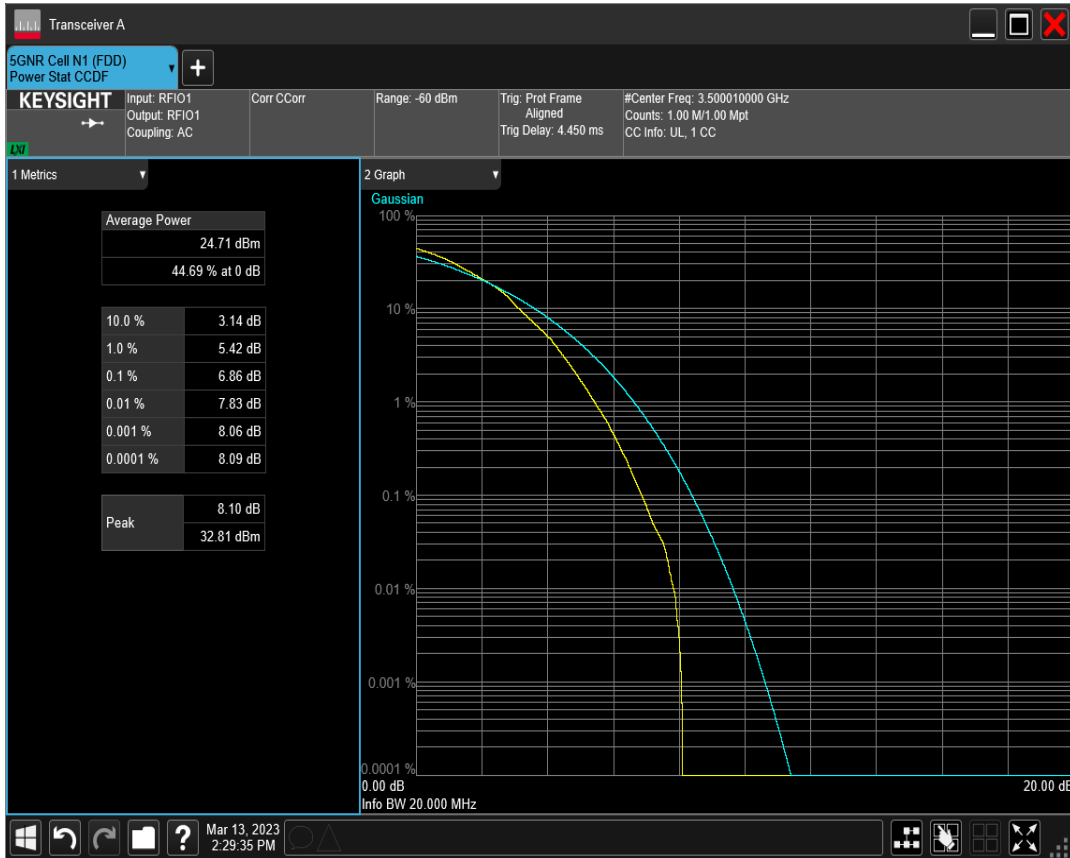 Transceiver A
5GNR Cell N1 (FDD)
Power Stat CCDF
+
KEYSIGHT
LXI
Input: RFIO1
Output: RFIO1
Coupling: AC
Corr CCorr
Range: -60 dBm
Trig: Prot Frame
Aligned
Trig Delay: 4.450 ms
#Center Freq: 3.500010000 GHz
Counts: 1.00 M/1.00 Mpt
CC Info: UL, 1 CC
1 Metrics
Average Power
24.71 dBm
44.69 % at 0 dB
10.0 % 3.14 dB
1.0 % 5.42 dB
0.1 % 6.86 dB
0.01 % 7.83 dB
0.001 % 8.06 dB
0.0001 % 8.09 dB
Peak
8.10 dB
32.81 dBm
2 Graph
Gaussian
100 %
10 %
1 %
0.1 %
0.01 %
0.001 %
0.0001 %
0.00 dB 20.00 dB
Info BW 20.000 MHz
?
Mar 13, 2023
2:29:35 PM